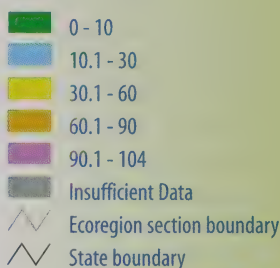 0 - 10
10.1 - 30
30.1 - 60
60.1 - 90
90.1 - 104
Insufficient Data
Ecoregion section boundary
State boundary